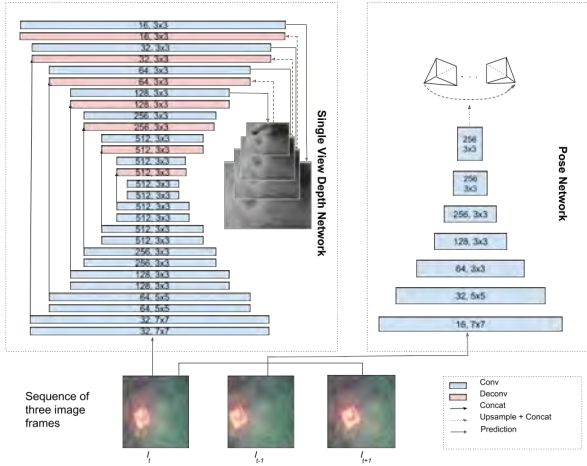 16, 3x3
16, 3x3
32, 3x3
32, 3x3
64, 3x3
64, 3x3
128, 3x3
128, 3x3
256, 3x3
256, 3x3
512, 3x3
512, 3x3
512, 3x3
512, 3x3
512, 3x3
512, 3x3
512, 3x3
512, 3x3
512, 3x3
512, 3x3
256, 3x3
256, 3x3
128, 3x3
128, 3x3
64, 5x5
64, 5x5
32, 7x7
32, 7x7
Single View Depth Network
. . .
256
3x3
256
3x3
256, 3x3
128, 3x3
64, 3x3
32, 5x5
16, 7x7
Pose Network
Sequence of
three image
frames
I_t
I_t-1
I_t+1
Conv
Deconv
Concat
Upsample + Concat
Prediction